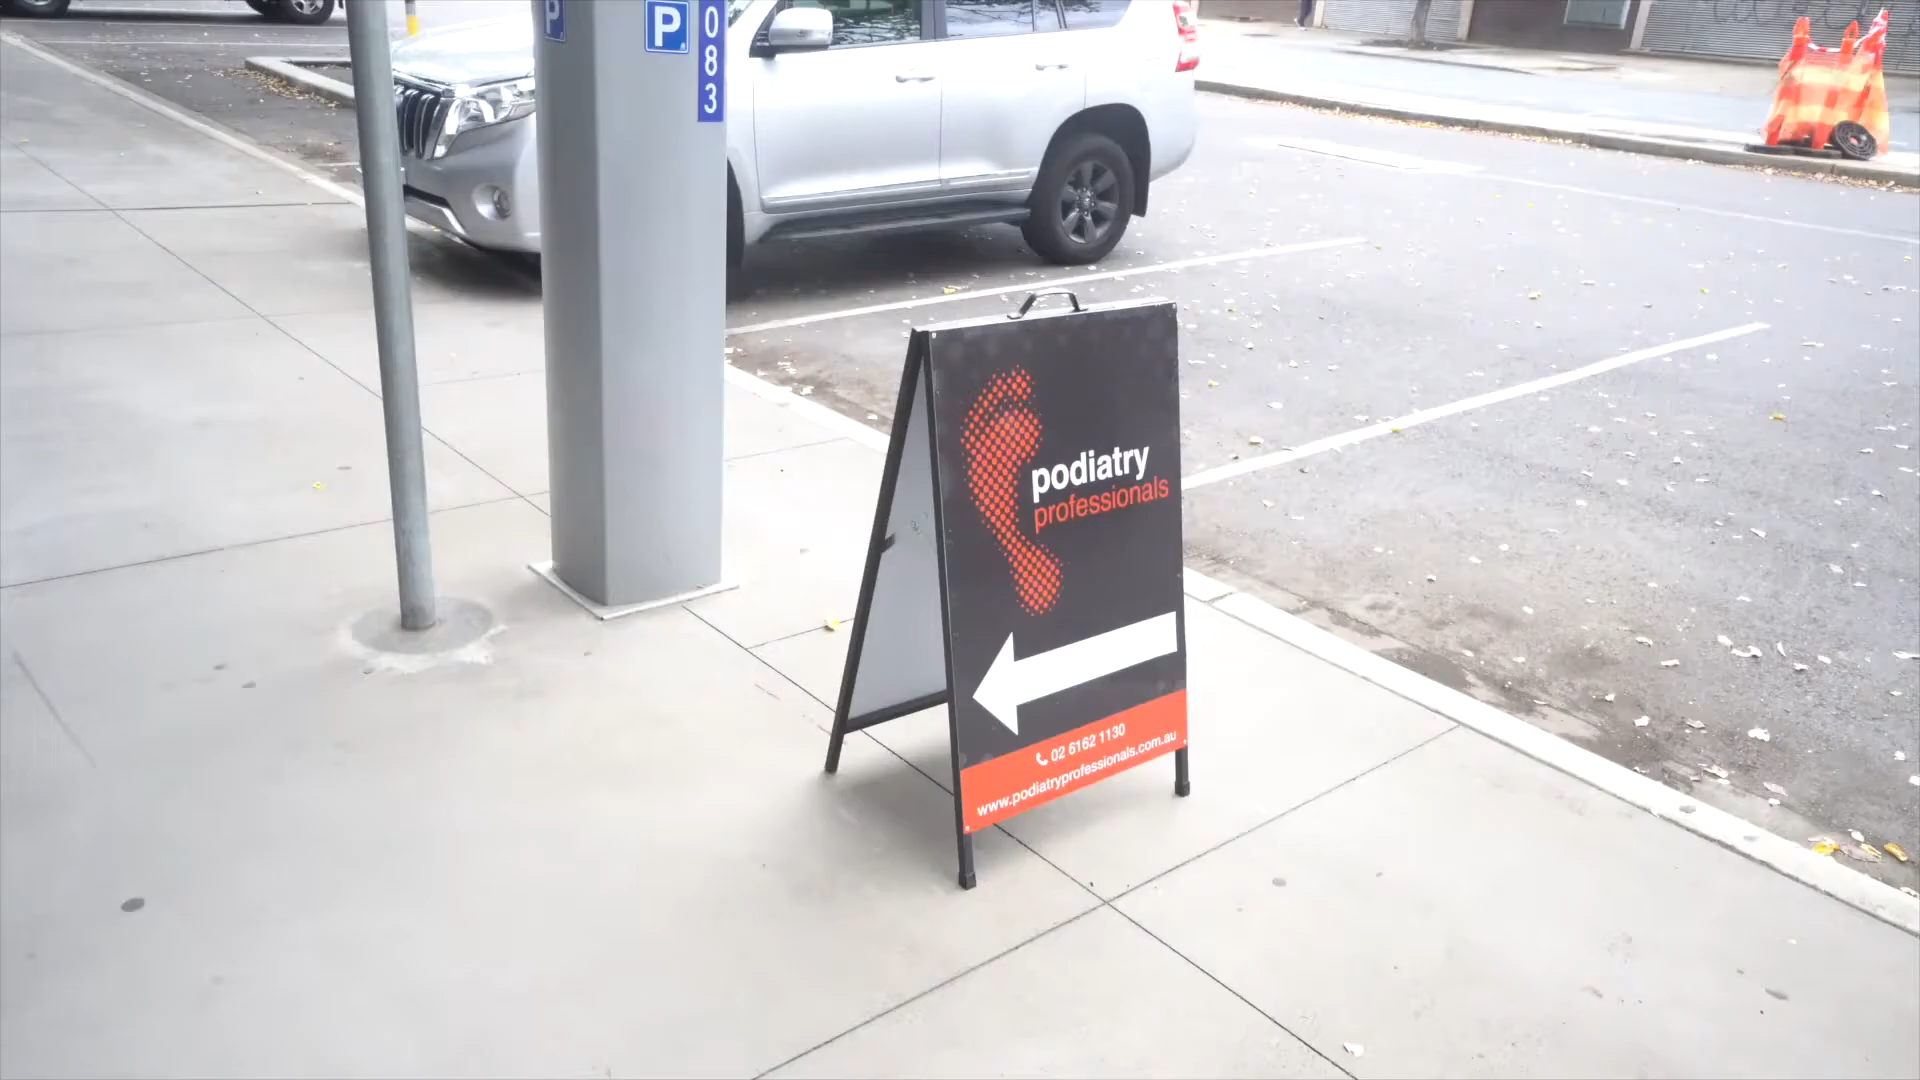 P
P
083
podiatry
professionals
02 6162 1130
www.podiatryprofessionals.com.au